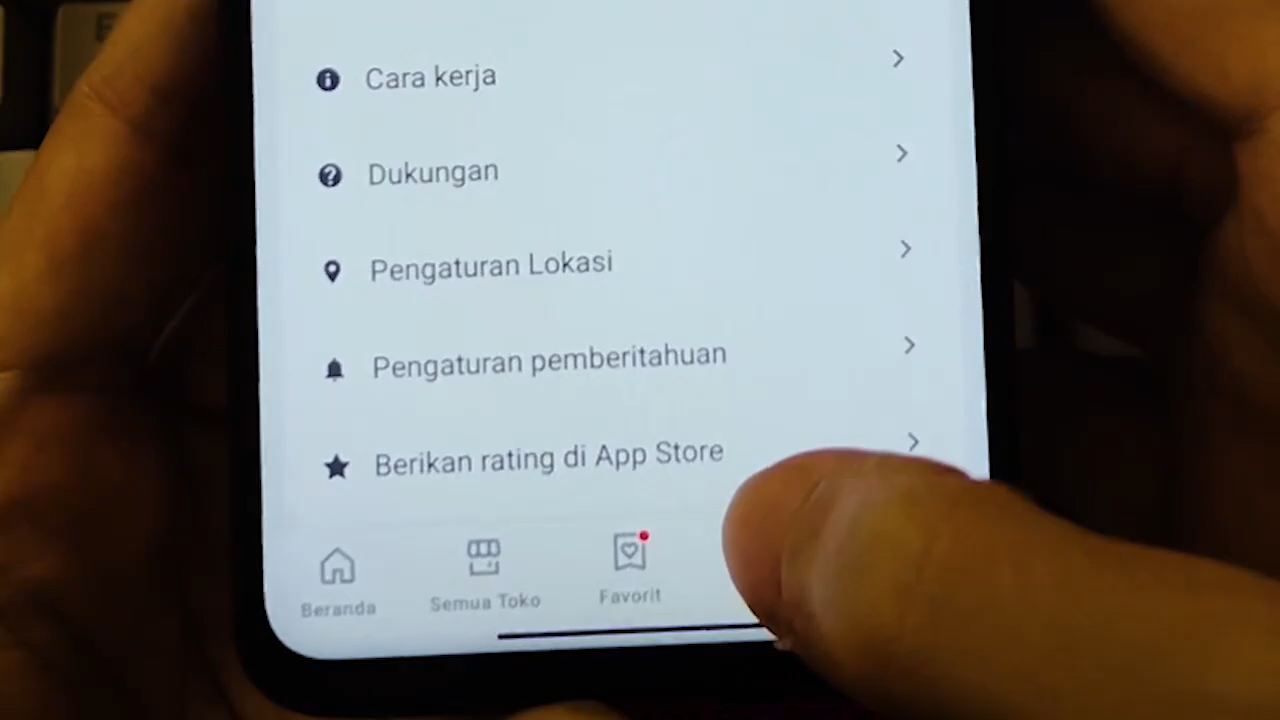 Cara kerja
Dukungan
Pengaturan Lokasi
Pengaturan pemberitahuan
Berikan rating di App Store
Beranda
Semua Toko
Favorit